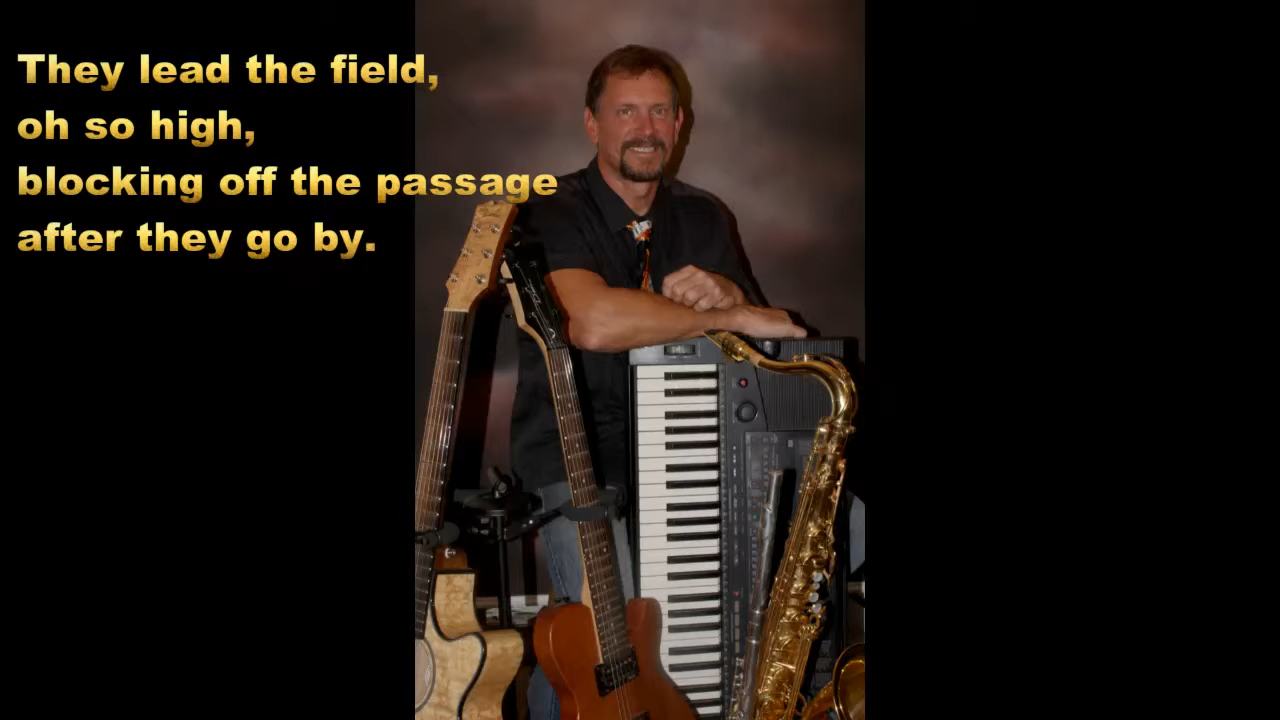 They lead the field,
oh so high,
blocking off the passage
after they go by.